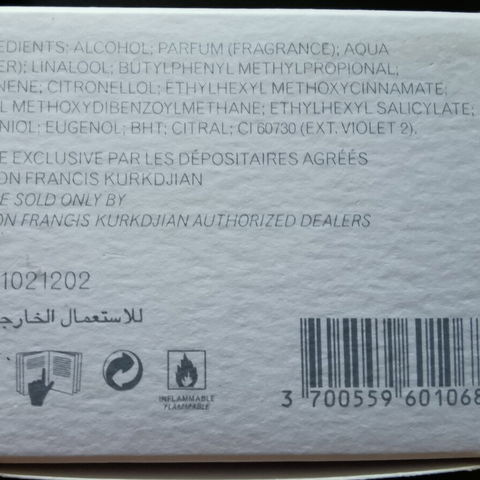 EDIENTS: ALCOHOL; PARFUM (FRAGRANCE); AQUA
ER); LINALOOL; BUTYLPHENYL METHYLPROPIONAL;
NENE; CITRONELLOL; ETHYLHEXYL METHOXYCINNAMATE;
L METHOXYDIBENZOYLMETHANE; ETHYLHEXYL SALICYLATE;
NIOL; EUGENOL; BHT; CITRAL; CI 60730 (EXT. VIOLET 2).
E EXCLUSIVE PAR LES DÉPOSITAIRES AGRÉÉS
ON FRANCIS KURKDJIAN
E SOLD ONLY BY
ON FRANCIS KURKDJIAN AUTHORIZED DEALERS
1021202
للاستعمال الخارج
INFLAMMABLE
FLAMMABLE
3 700559 601068